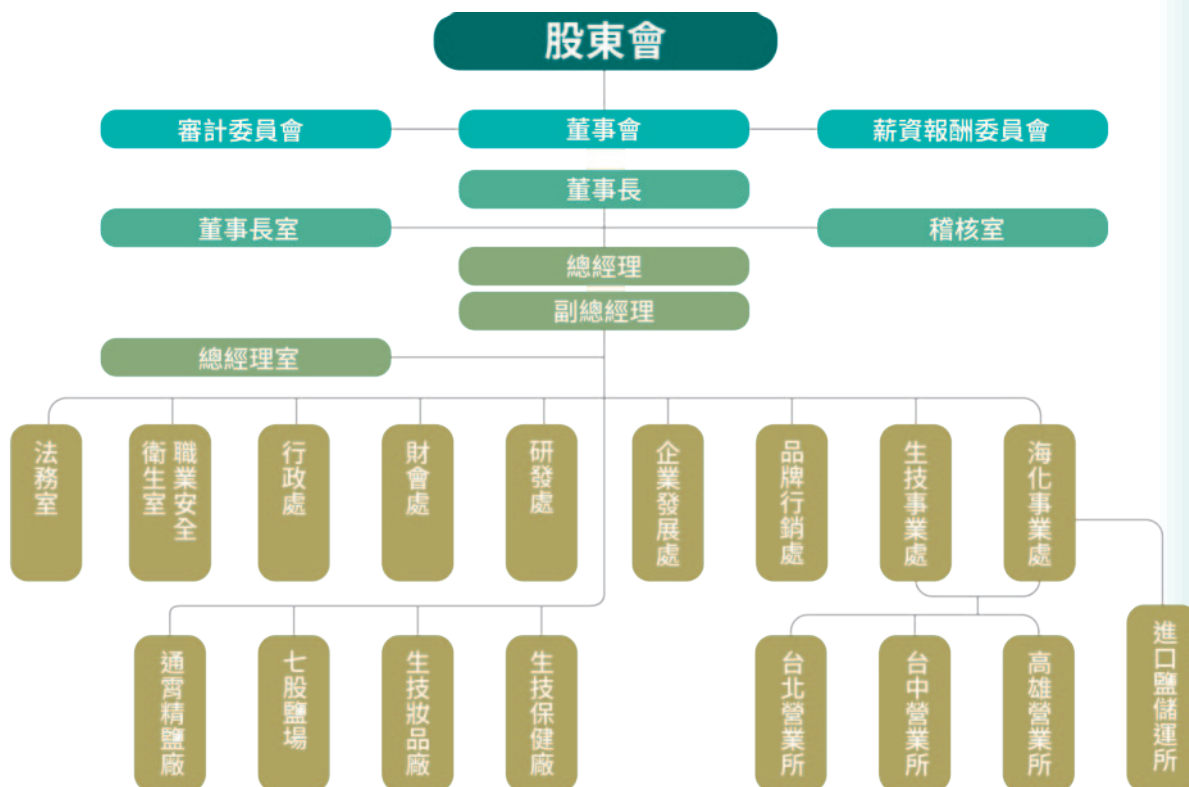 股東會
審計委員會
董事會
薪資報酬委員會
董事長
董事長室
稽核室
總經理
副總經理
總經理室
法務室
職業安全
衛生室
行政處
財會處
研發處
企業發展處
品牌行銷處
生技事業處
海化事業處
通霄精鹽廠
七股鹽場
生技妝品廠
生技保健廠
台北營業所
台中營業所
高雄營業所
進口鹽儲運所